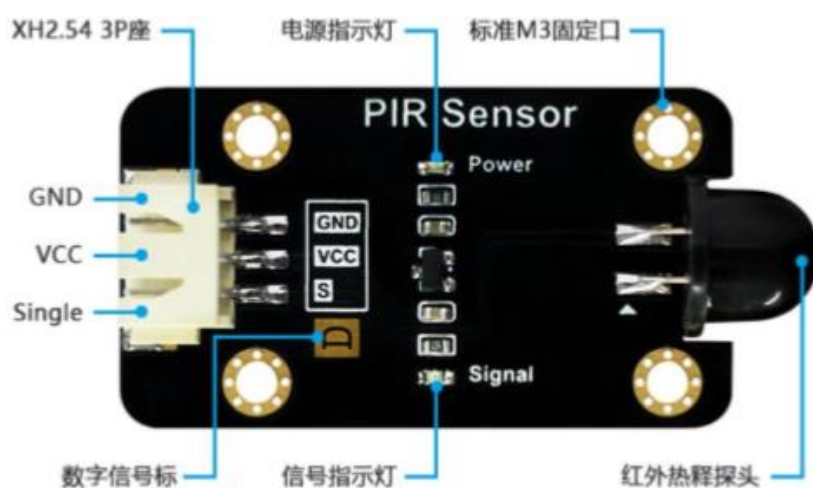 XH2.54 3P座
电源指示灯
标准M3固定口
PIR Sensor
Power
GND
VCC
Single
GND
VCC
S
D
Signal
数字信号标
信号指示灯
红外热释探头